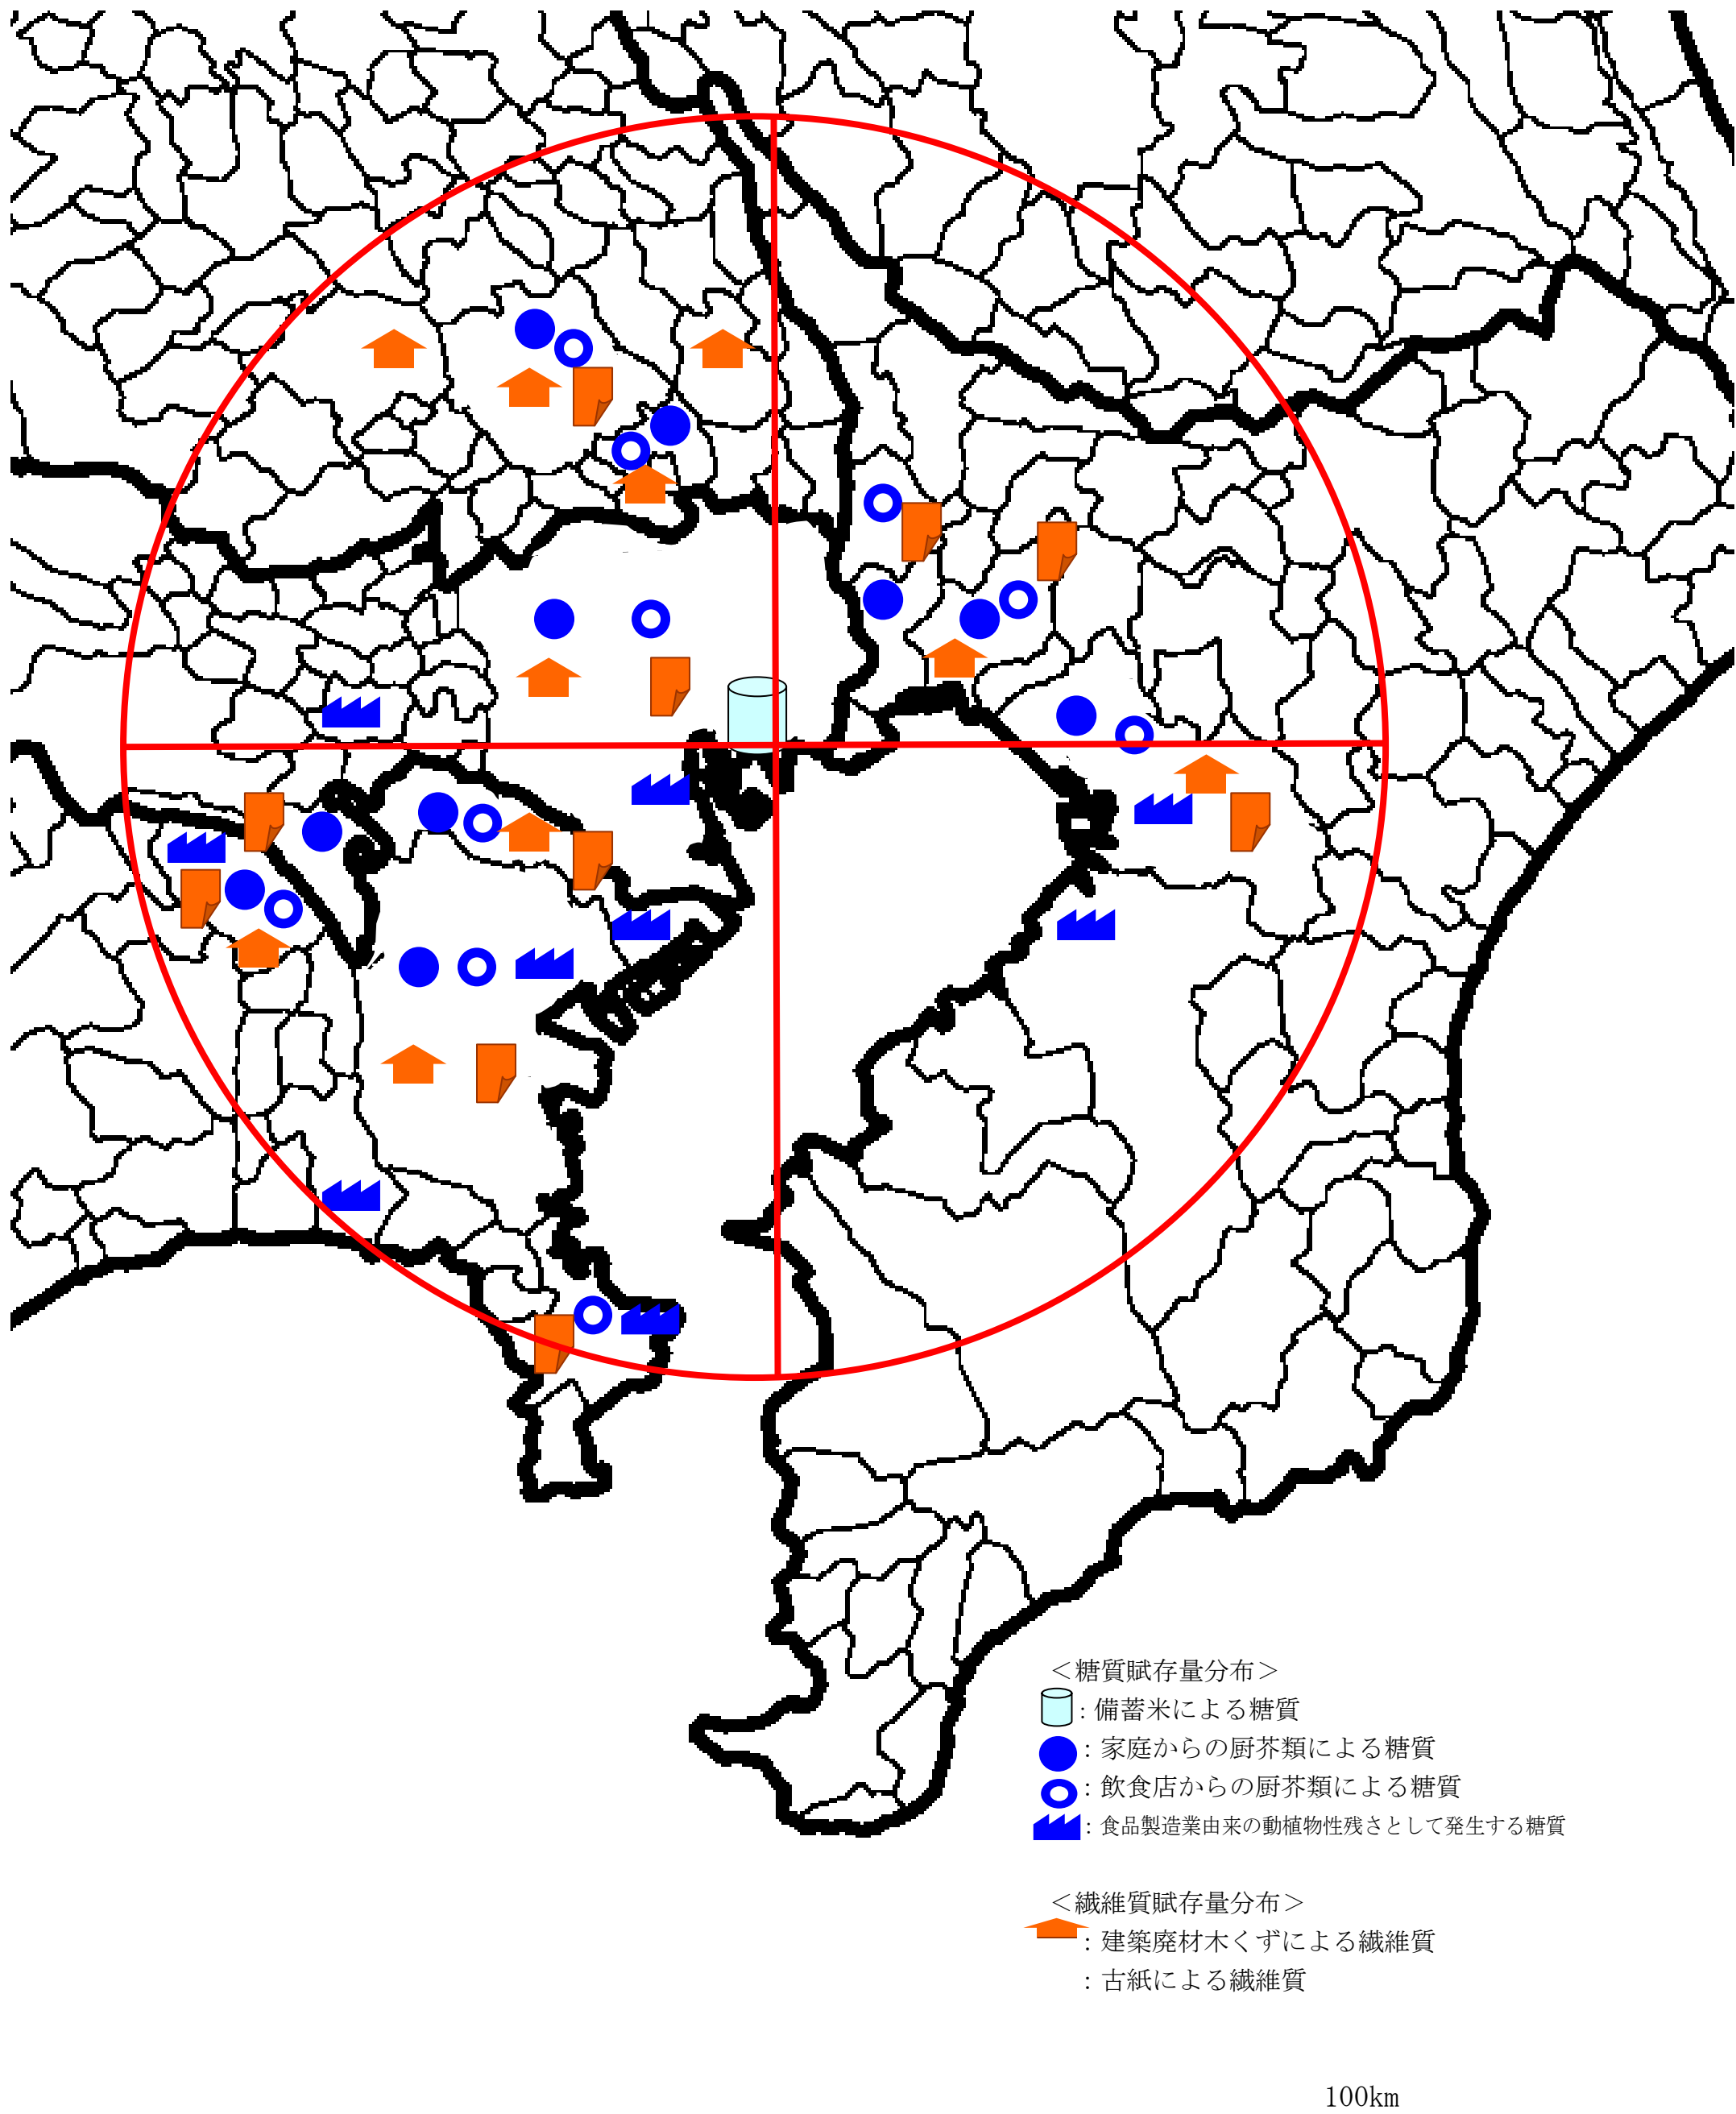 ＜糖質賦存量分布＞
：備蓄米による糖質
：家庭からの厨芥類による糖質
：飲食店からの厨芥類による糖質
：食品製造業由来の動植物性残さとして発生する糖質
＜繊維質賦存量分布＞
：建築廃材木くずによる繊維質
：古紙による繊維質
100km